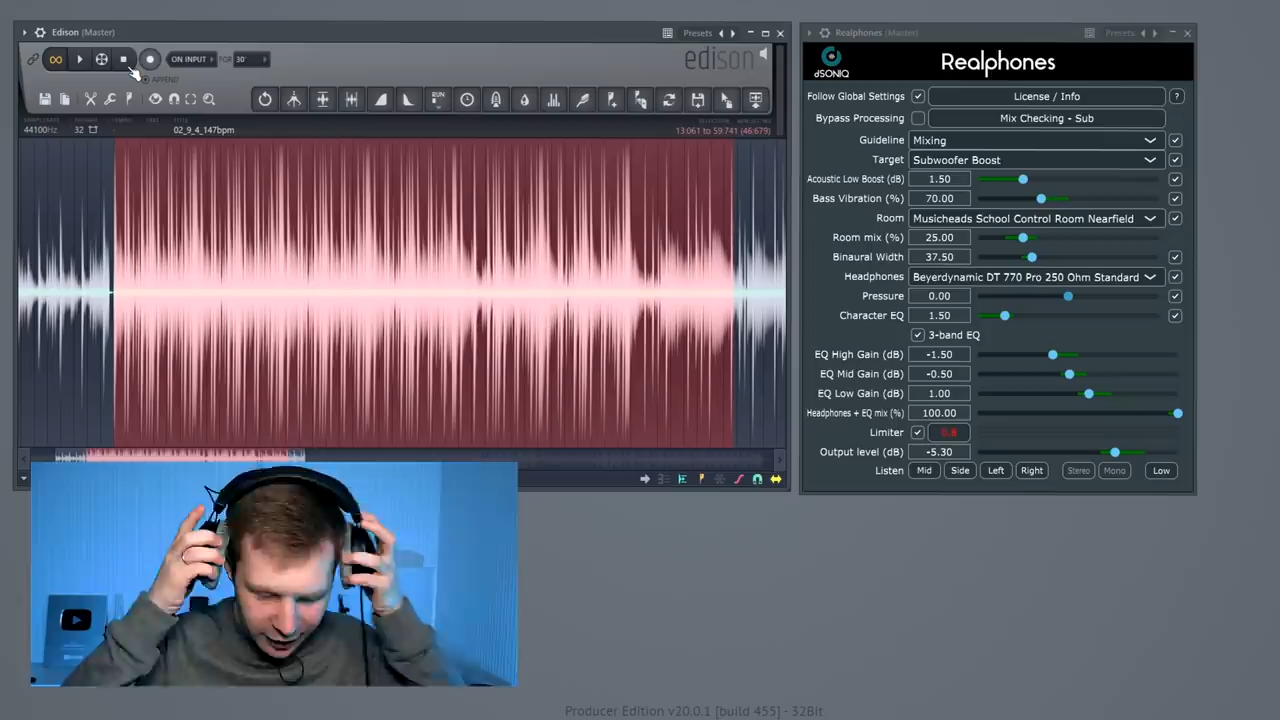 Edison (Master)
Presets
ON INPUT
FOR
30'
APPEND
edison
RUN
44100Hz
32
02_9_4_147bpm
13:061 to 59:741 (46:679)
Realphones (Master)
Presets
dSONIQ
Realphones
Follow Global Settings
License / Info
?
Bypass Processing
Mix Checking - Sub
Guideline
Mixing
Target
Subwoofer Boost
Acoustic Low Boost (dB)
1.50
Bass Vibration (%)
70.00
Room
Musicheads School Control Room Nearfield
Room mix (%)
25.00
Binaural Width
37.50
Headphones
Beyerdynamic DT 770 Pro 250 Ohm Standard
Pressure
0.00
Character EQ
1.50
3-band EQ
EQ High Gain (dB)
-1.50
EQ Mid Gain (dB)
-0.50
EQ Low Gain (dB)
1.00
Headphones + EQ mix (%)
100.00
Limiter
Output level (dB)
-5.30
Listen
Mid
Side
Left
Right
Stereo
Mono
Low
Producer Edition v20.0.1 [build 455] - 32Bit